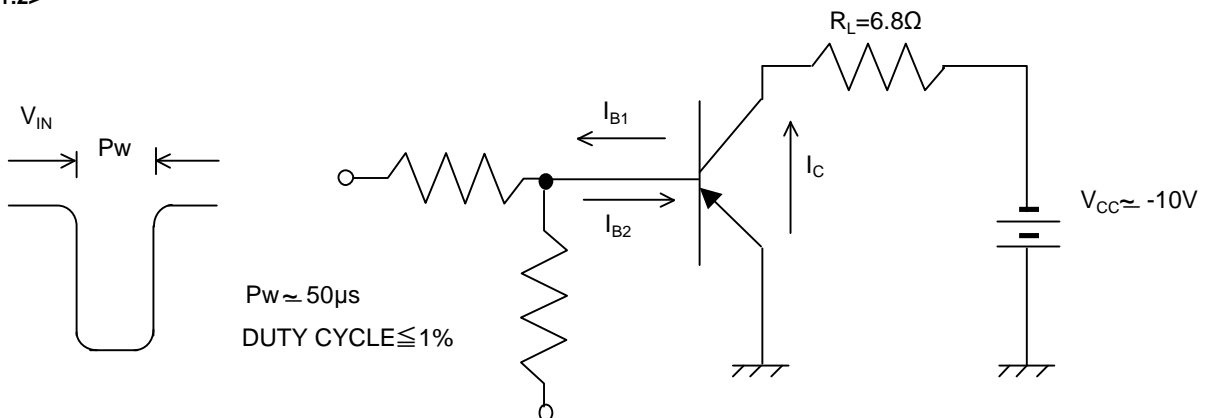 R_L=6.8Ω
V_IN
Pw
I_B1
I_C
I_B2
V_CC≃ -10V
Pw≃50µs
DUTY CYCLE≦1%